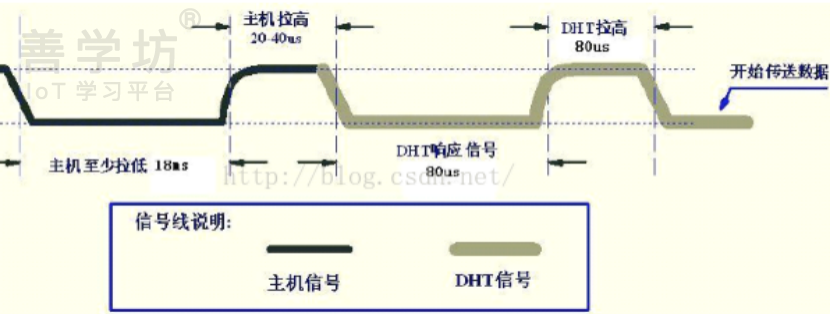 善学坊®
IoT 学习平台
主机拉高
20-40us
DHT拉高
80us
开始传送数据
主机至少拉低 18ms
DHT响应信号
80us
http://blog.csdn.net/
信号线说明:
主机信号
DHT信号